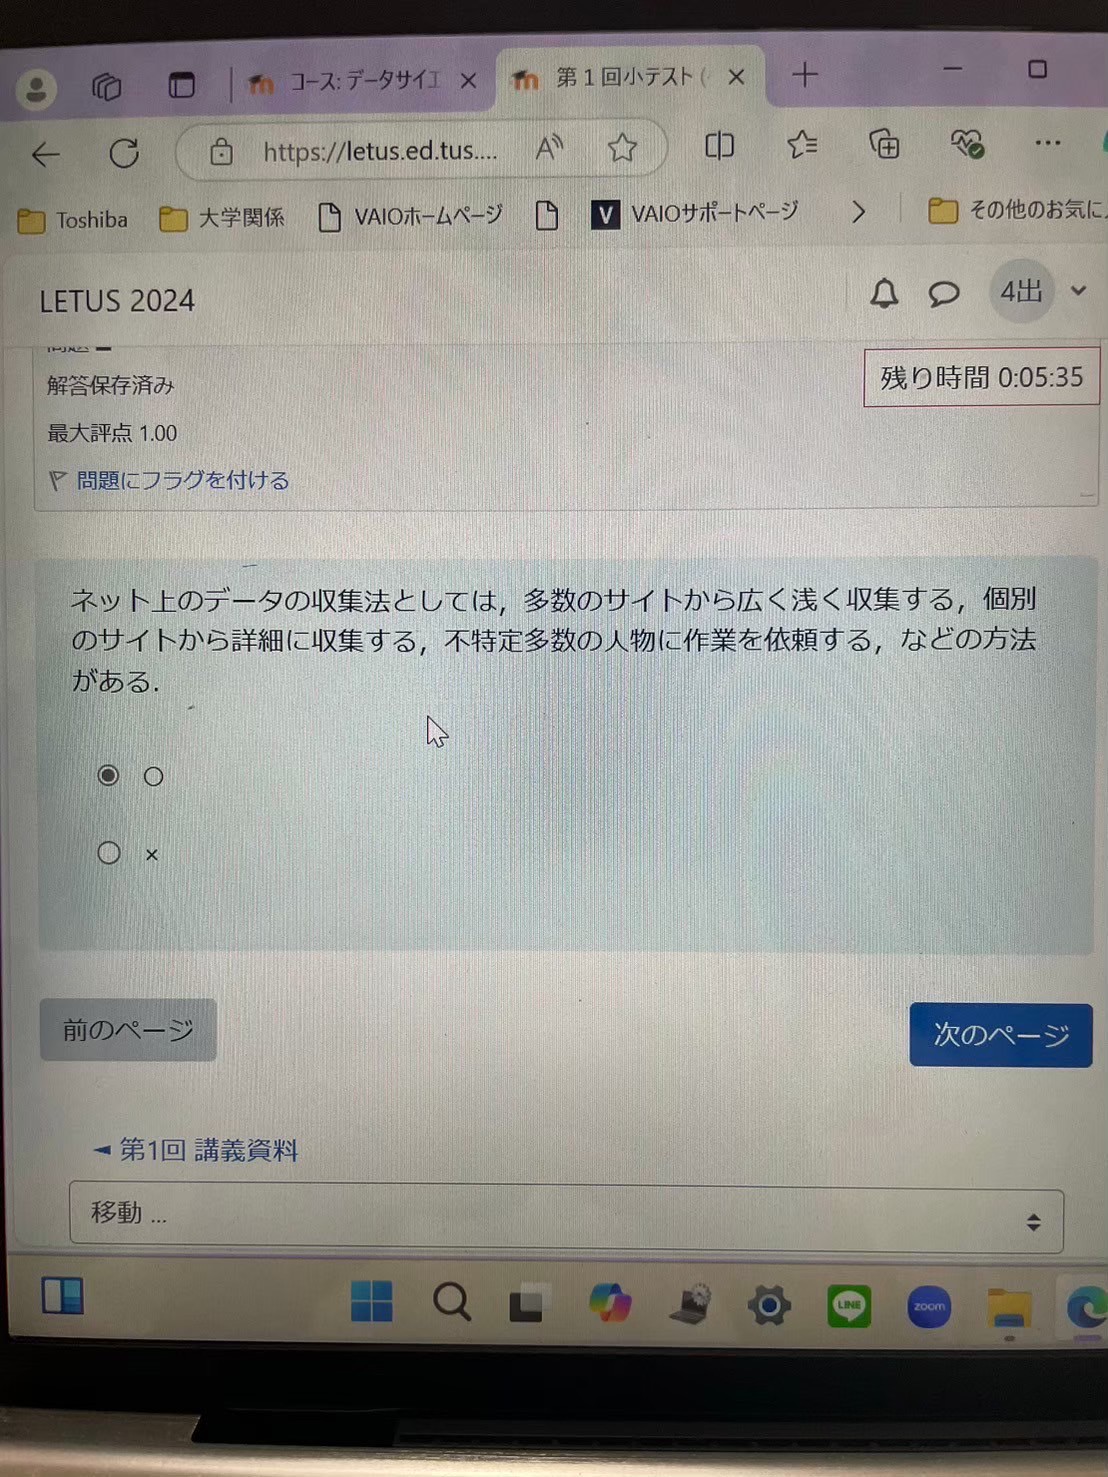 コース: データサイエ
第1回小テスト (
https://letus.ed.tus....
Toshiba
大学関係
VAIOホームページ
V
VAIOサポートページ
その他のお気に
LETUS 2024
4出
解答保存済み
残り時間 0:05:35
最大評点 1.00
問題にフラグを付ける
ネット上のデータの収集法としては，多数のサイトから広く浅く収集する，個別
のサイトから詳細に収集する，不特定多数の人物に作業を依頼する，などの方法
がある．
○
×
前のページ
次のページ
◄ 第1回 講義資料
移動 ...
LINE
zoom